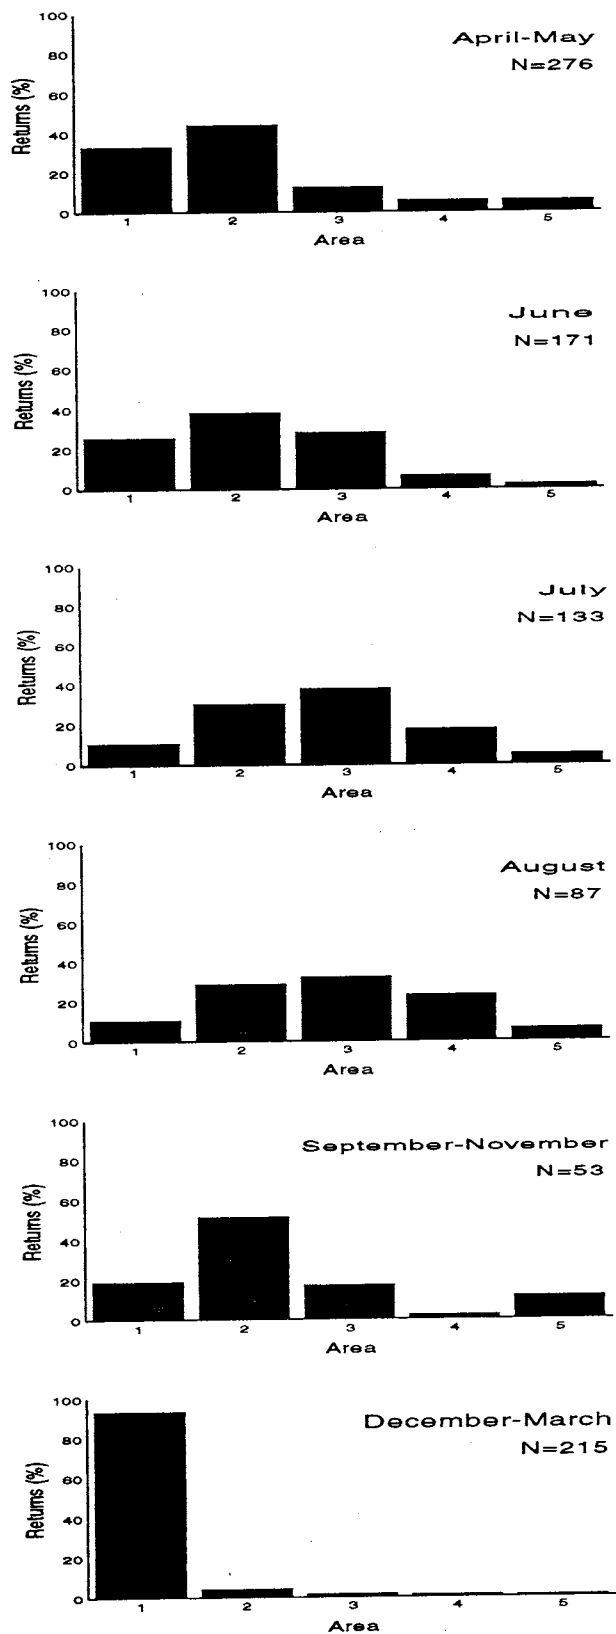 April-May
N=276
Returns (%)
100
80
60
40
20
0
1 2 3 4 5
Area
June
N=171
Returns (%)
100
80
60
40
20
0
1 2 3 4 5
Area
July
N=133
Returns (%)
100
80
60
40
20
0
1 2 3 4 5
Area
August
N=87
Returns (%)
100
80
60
40
20
0
1 2 3 4 5
Area
September-November
N=53
Returns (%)
100
80
60
40
20
0
1 2 3 4 5
Area
December-March
N=215
Returns (%)
100
80
60
40
20
0
1 2 3 4 5
Area